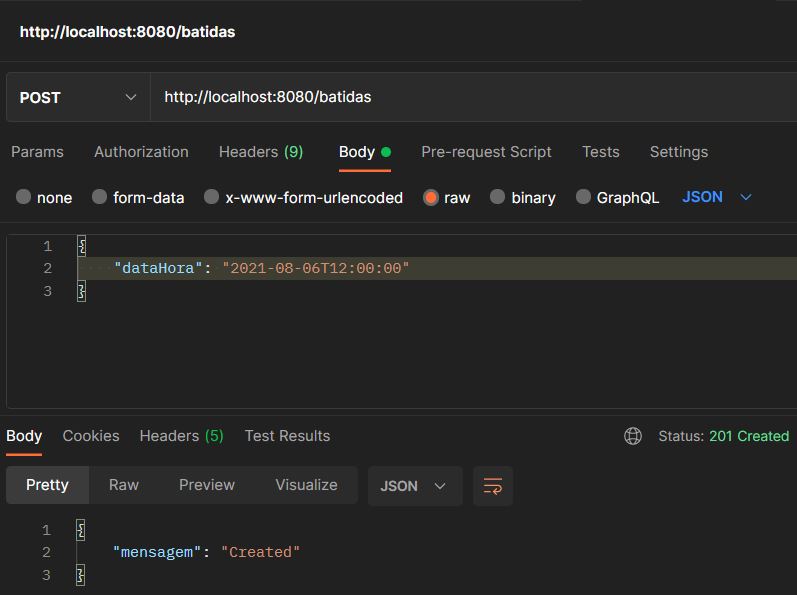 http://localhost:8080/batidas
POST http://localhost:8080/batidas
Params Authorization Headers (9) Body Pre-request Script Tests Settings
none form-data x-www-form-urlencoded raw binary GraphQL JSON
1 {
2 "dataHora": "2021-08-06T12:00:00"
3 }
Body Cookies Headers (5) Test Results Status: 201 Created
Pretty Raw Preview Visualize JSON
1 {
2 "mensagem": "Created"
3 }